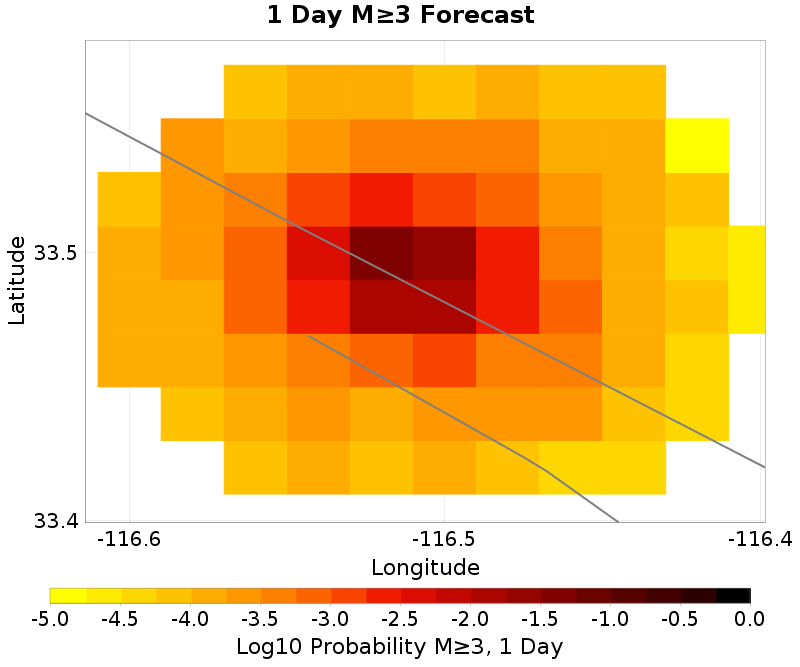 1 Day M≥3 Forecast
Latitude
33.5
33.4
-116.6 -116.5 -116.4
Longitude
-5.0 -4.5 -4.0 -3.5 -3.0 -2.5 -2.0 -1.5 -1.0 -0.5 0.0
Log10 Probability M≥3, 1 Day